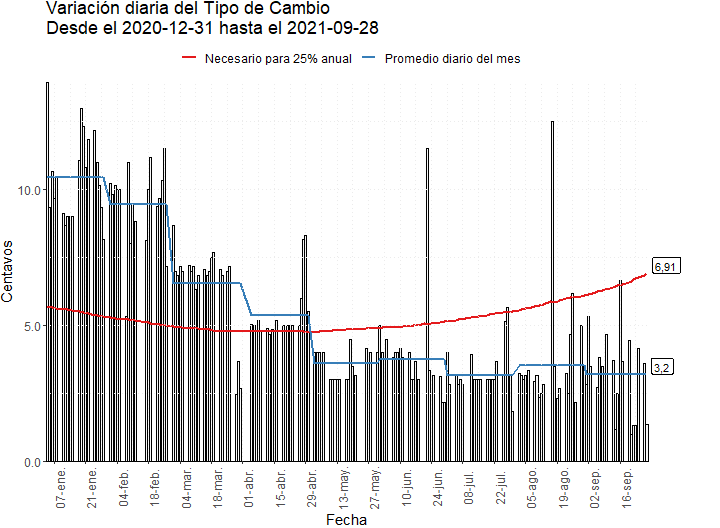 Variación diaria del Tipo de Cambio
Desde el 2020-12-31 hasta el 2021-09-28
Necesario para 25% anual
Promedio diario del mes
Centavos
10.0
5.0
0.0
6,91
3,2
07-ene.
21-ene.
04-feb.
18-feb.
04-mar.
18-mar.
01-abr.
15-abr.
29-abr.
13-may.
27-may.
10-jun.
24-jun.
08-jul.
22-jul.
05-ago.
19-ago.
02-sep.
16-sep.
Fecha